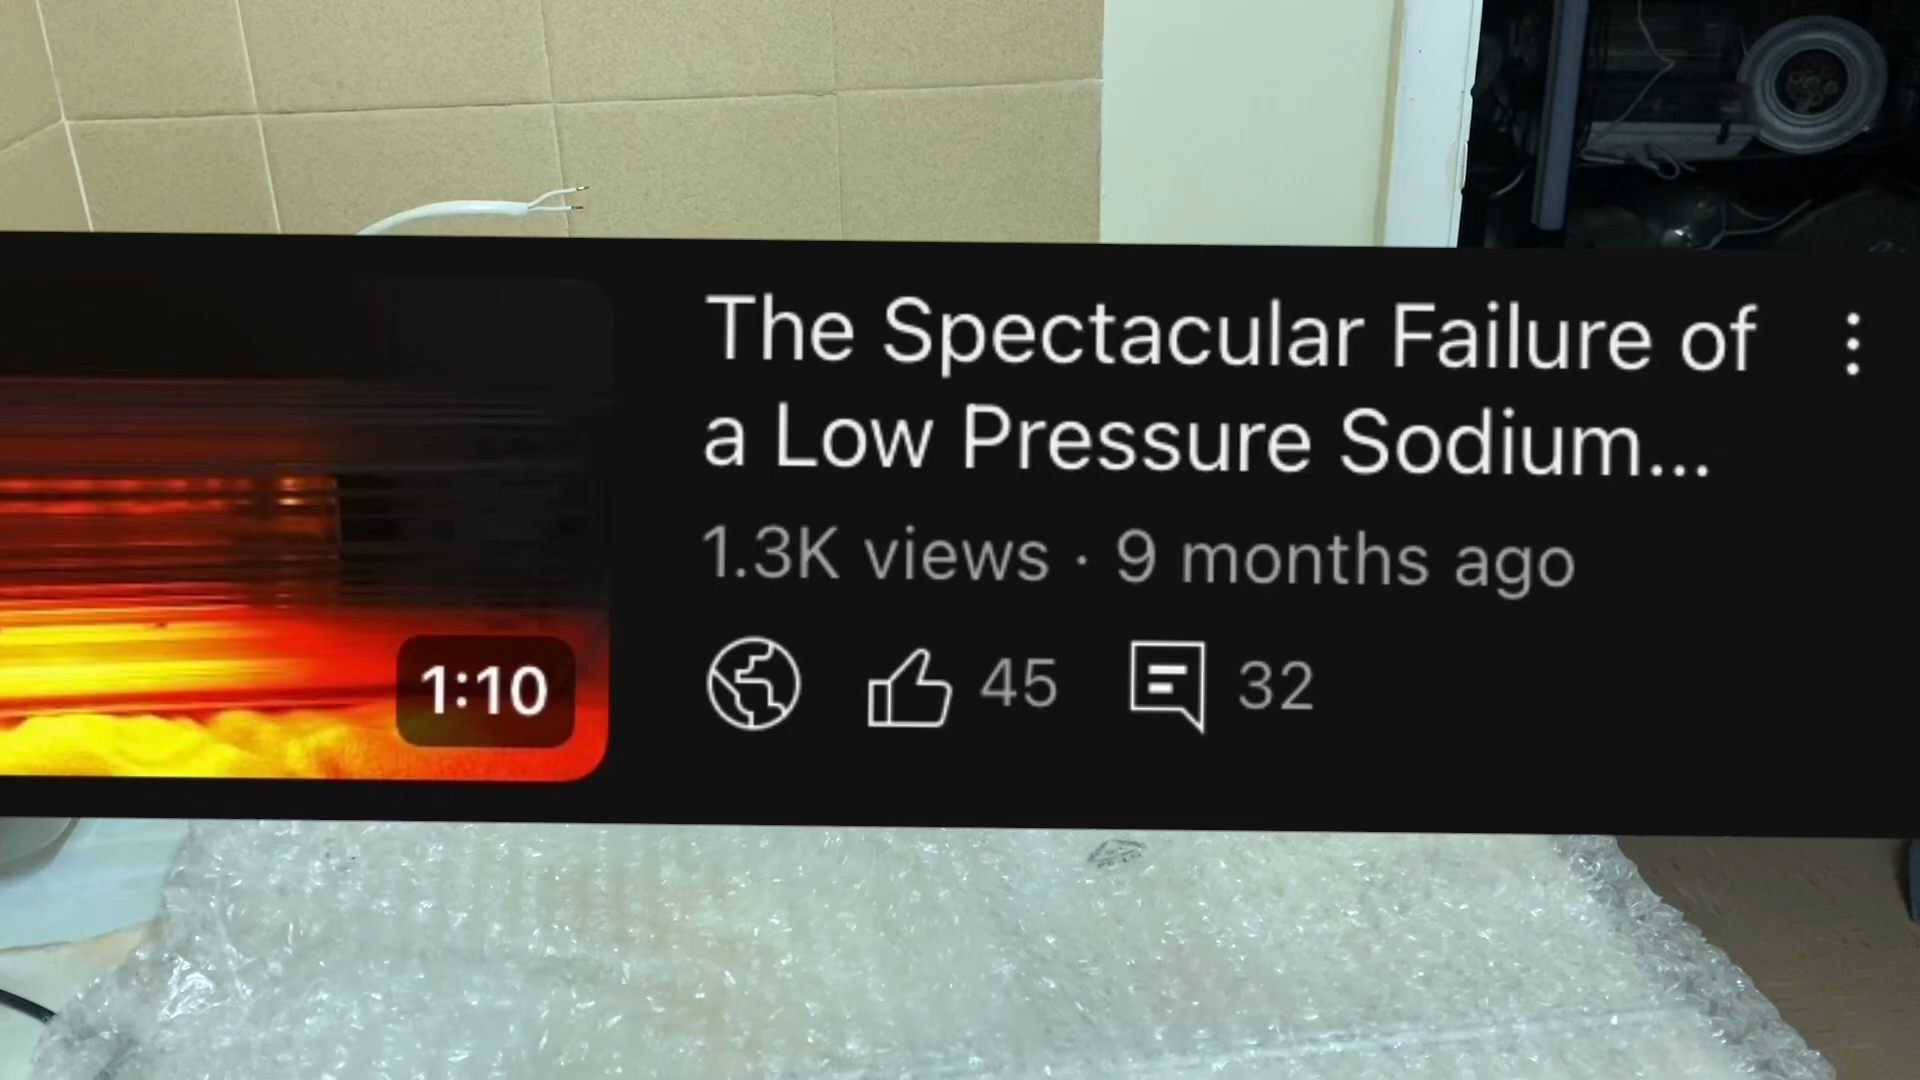 The Spectacular Failure of
a Low Pressure Sodium...
1.3K views · 9 months ago
45
32
1:10